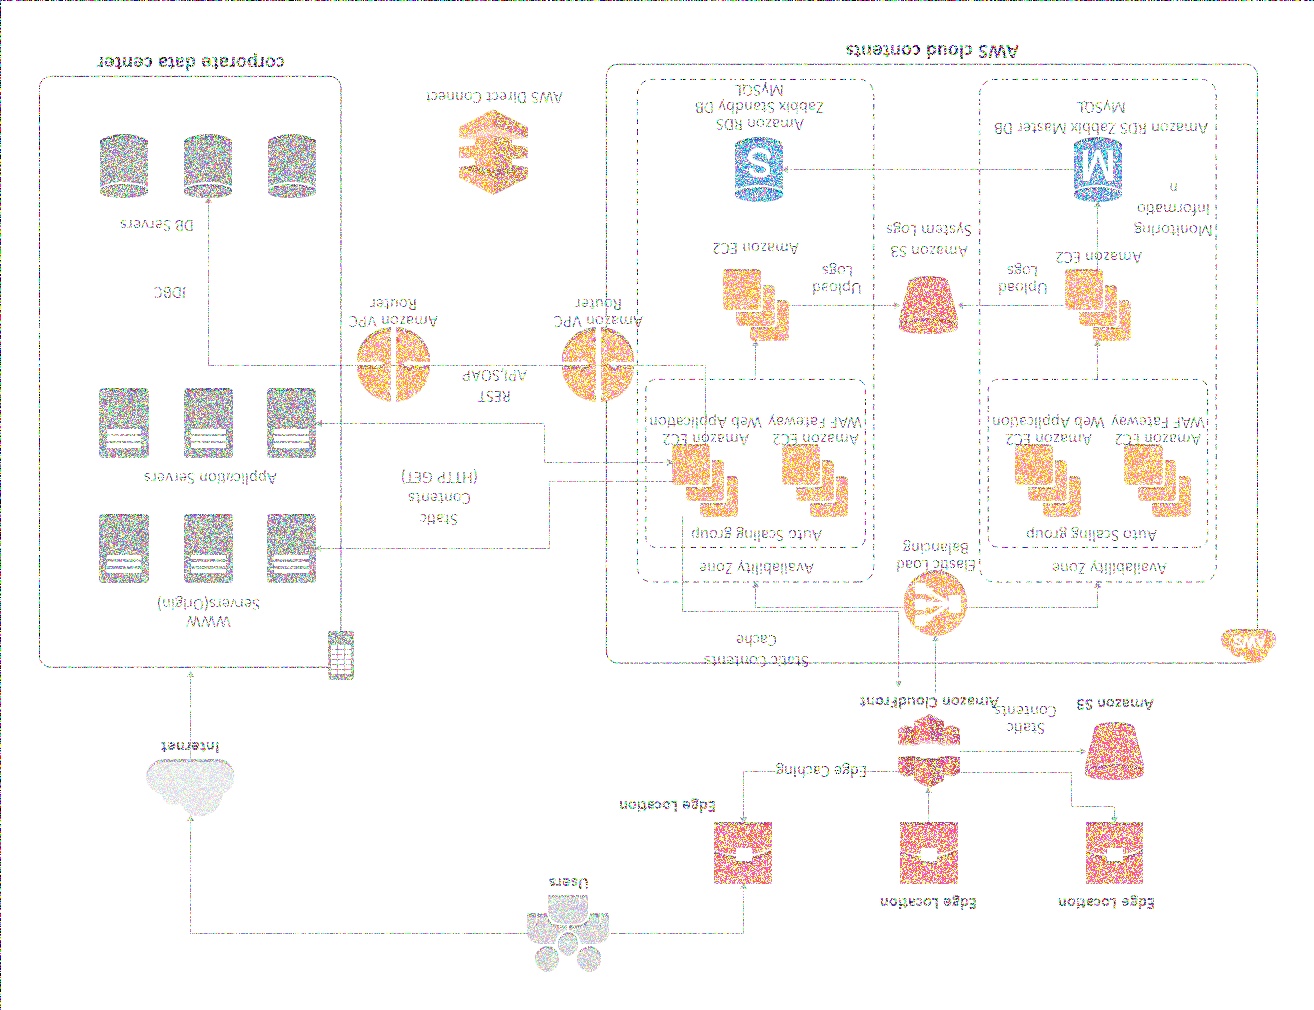 Edge Location
Edge Location
Users
Edge Location
Edge Caching
Internet
Static
Contents
Amazon S3
Amazon CloudFront
Static Contents
Cache
AWS
WWW
Servers(Origin)
Availability Zone
Elastic Load
Balancing
Availability Zone
Auto Scaling group
Auto Scaling group
Static
Contents
(HTTP GET)
Application Servers
Amazon
EC2
WAF Fateway
Amazon EC2
Web Application
Amazon
EC2
WAF Fateway
Amazon EC2
Web Application
REST
API,SOAP
Amazon VPC
Router
Amazon VPC
Router
JDBC
Upload
Logs
Upload
Logs
Amazon EC2
Amazon S3
System Logs
Amazon EC2
Monitoring
Informatio
n
DB Servers
M
S
Amazon RDS Zabbix Master DB
MySQL
Amazon RDS
Zabbix Standby DB
MySQL
AWS Direct Connect
corporate data center
AWS cloud contents